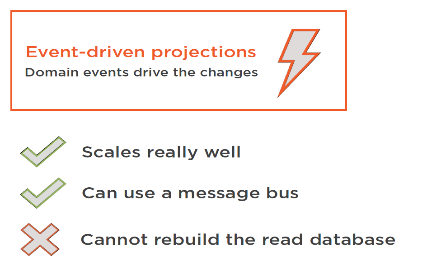 Event-driven projections
Domain events drive the changes
Scales really well
Can use a message bus
Cannot rebuild the read database